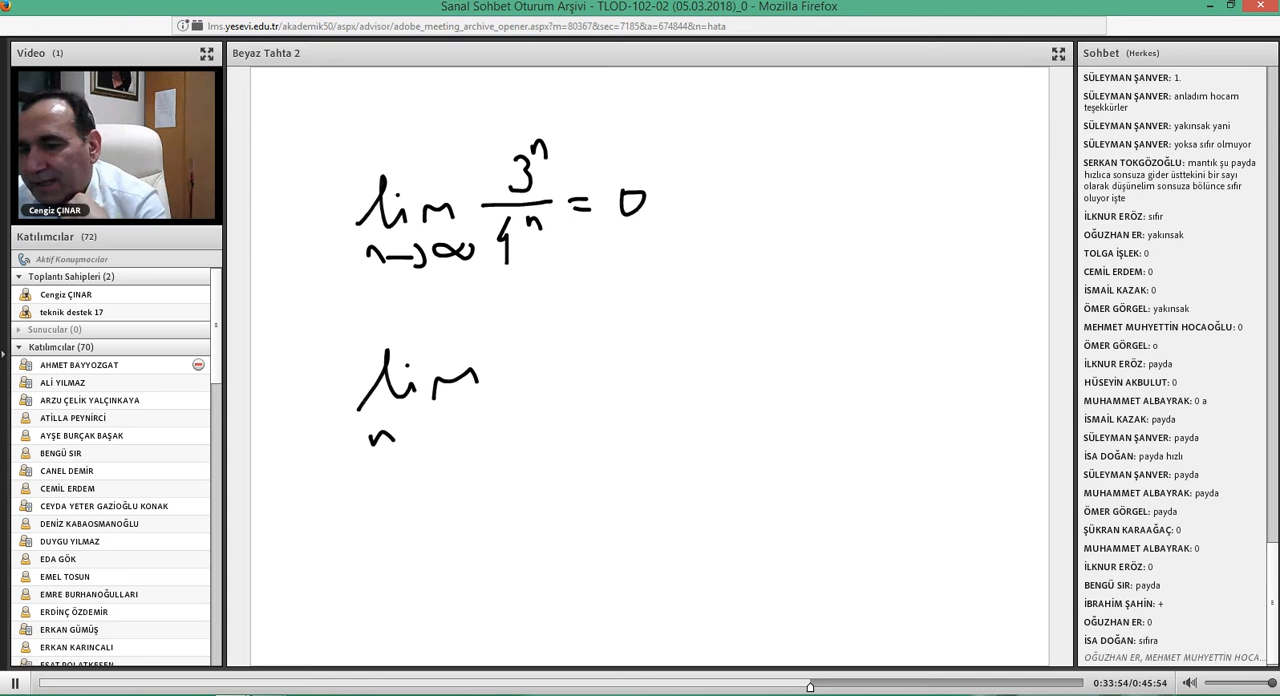 Sanal Sohbet Oturum Arşivi - TLOD-102-02 (05.03.2018)_0 - Mozilla Firefox
lms.yesevi.edu.tr/akademik50/aspx/advisor/adobe_meeting_archive_opener.aspx?m=80367&sec=7185&a=674844&n=hata
Video (1)
Cengiz ÇINAR
Katılımcılar (72)
Aktif Konuşmacılar
Toplantı Sahipleri (2)
Cengiz ÇINAR
teknik destek 17
Sunucular (0)
Katılımcılar (70)
AHMET BAYYOZGAT
ALİ YILMAZ
ARZU ÇELİK YALÇINKAYA
ATİLLA PEYNİRCİ
AYŞE BURÇAK BAŞAK
BENGÜ SIR
CANEL DEMİR
CEMİL ERDEM
CEYDA YETER GAZİOĞLU KONAK
DENİZ KABAOSMANOĞLU
DUYGU YILMAZ
EDA GÖK
EMEL TOSUN
EMRE BURHANOĞULLARI
ERDİNÇ ÖZDEMİR
ERKAN GÜMÜŞ
ERKAN KARINCALI
ESAT POLATKESEN
Beyaz Tahta 2
lim 3^n / 4^n = 0
n→∞
lim
n
Sohbet (Herkes)
SÜLEYMAN ŞANVER: 1.
SÜLEYMAN ŞANVER: anladım hocam
teşekkürler
SÜLEYMAN ŞANVER: yakınsak yani
SÜLEYMAN ŞANVER: yoksa sıfır olmuyor
SERKAN TOKGÖZOĞLU: mantık şu payda
hızlıca sonsuza gider üstteki bir sayı
olarak düşünelim sonsuza bölünce sıfır
oluyor işte
İLKNUR ERÖZ: sıfır
OĞUZHAN ER: yakınsak
TOLGA İŞLEK: 0
CEMİL ERDEM: 0
İSMAİL KAZAK: 0
ÖMER GÖRGEL: yakınsak
MEHMET MUHYETTİN HOCAOĞLU: 0
ÖMER GÖRGEL: o
İLKNUR ERÖZ: payda
HÜSEYİN AKBULUT: 0
MUHAMMET ALBAYRAK: 0 a
İSMAİL KAZAK: payda
SÜLEYMAN ŞANVER: payda
İSA DOĞAN: payda hızlı
SÜLEYMAN ŞANVER: payda
MUHAMMET ALBAYRAK: payda
ÖMER GÖRGEL: payda
ŞÜKRAN KARAAĞAÇ: 0
MUHAMMET ALBAYRAK: 0
İLKNUR ERÖZ: 0
BENGÜ SIR: payda
İBRAHİM ŞAHİN: +
OĞUZHAN ER: 0
İSA DOĞAN: sıfıra
OĞUZHAN ER, MEHMET MUHYETTİN HOCA...
0:33:54/0:45:54